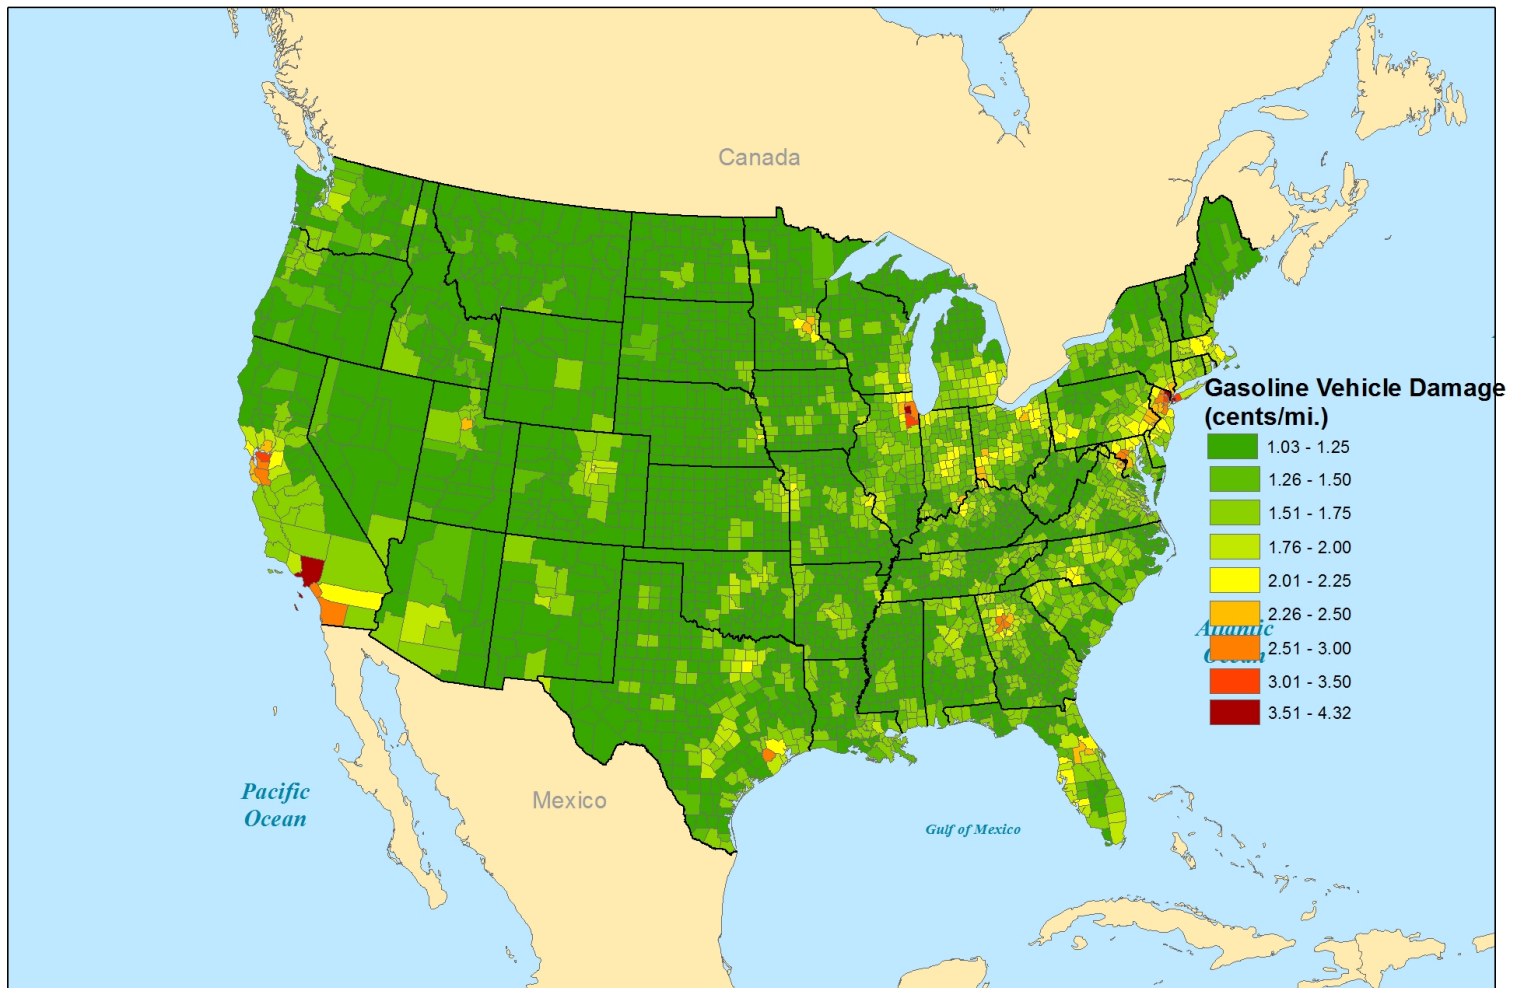 Canada
Gasoline Vehicle Damage
(cents/mi.)
1.03 - 1.25
1.26 - 1.50
1.51 - 1.75
1.76 - 2.00
2.01 - 2.25
2.26 - 2.50
Atlantic
Ocean
2.51 - 3.00
3.01 - 3.50
3.51 - 4.32
Pacific
Ocean
Mexico
Gulf of Mexico